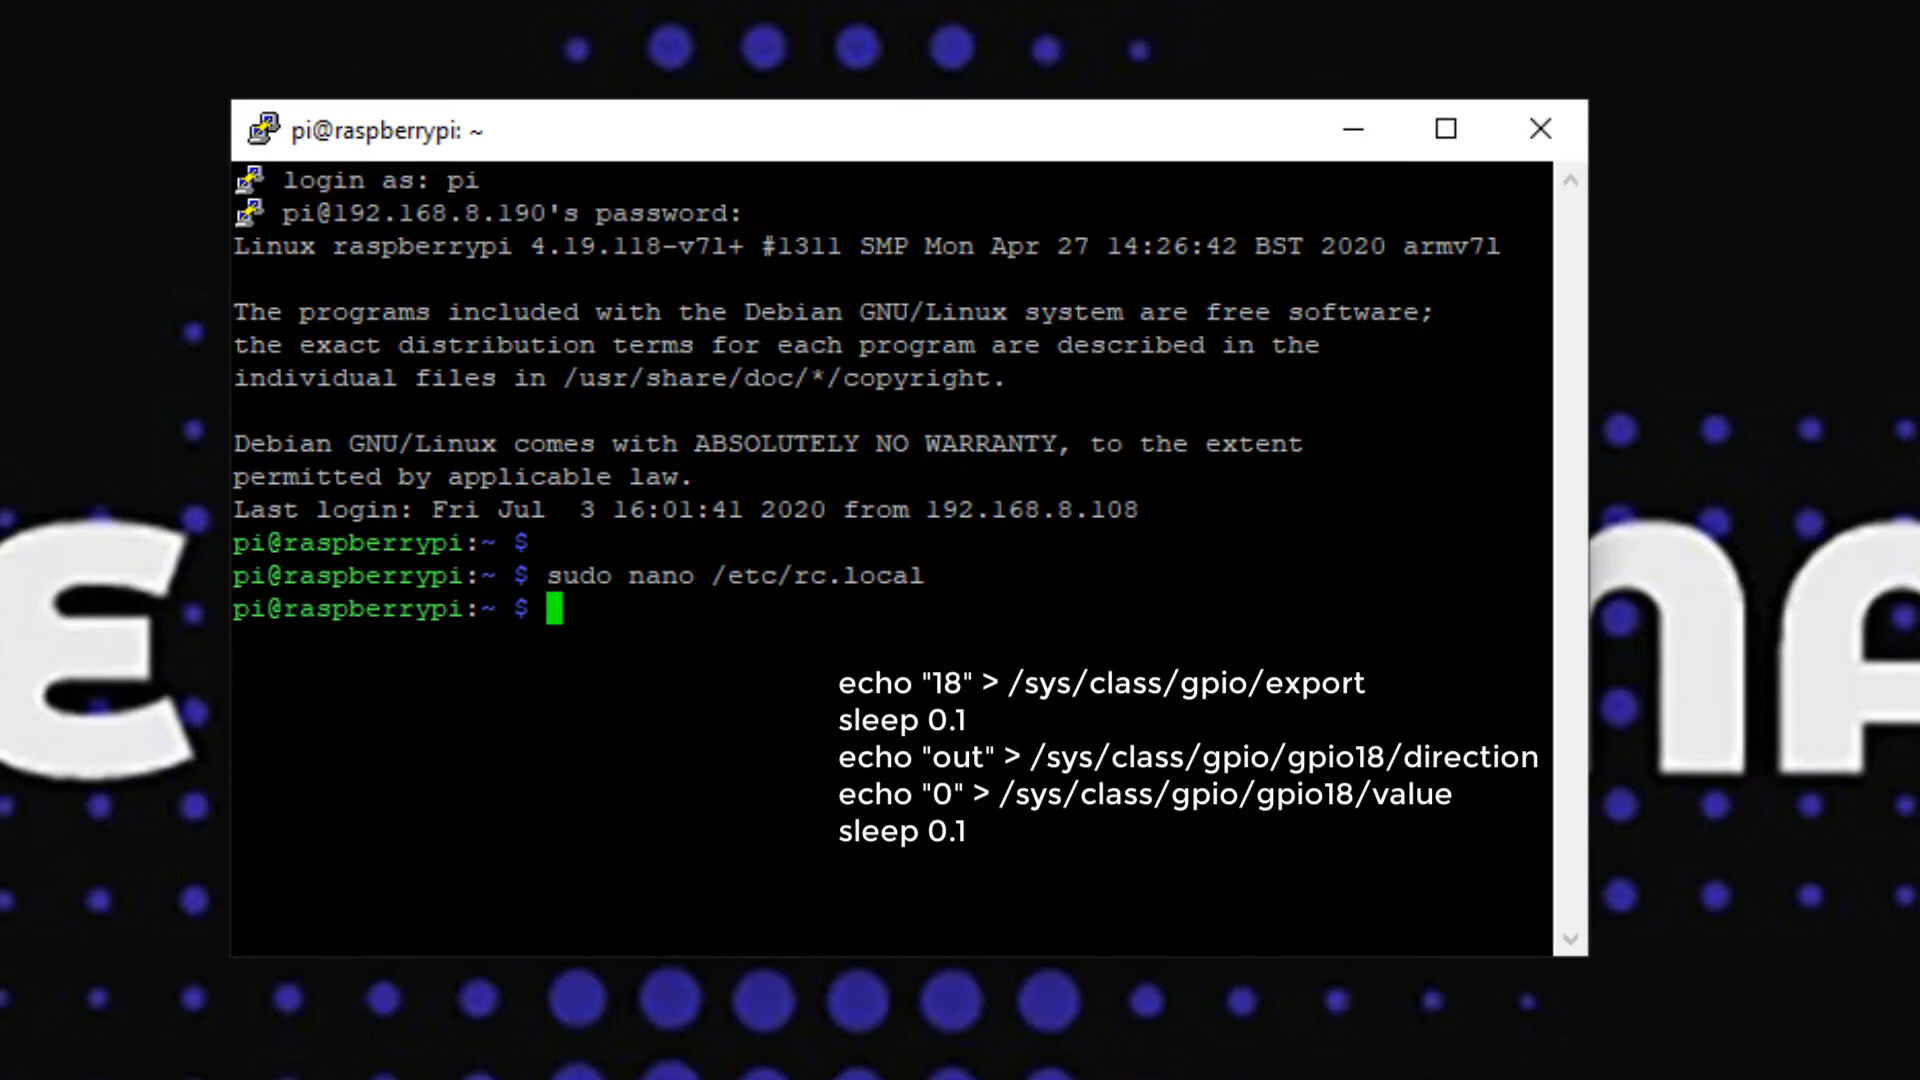 pi@raspberrypi: ~
login as: pi
pi@192.168.8.190's password:
Linux raspberrypi 4.19.118-v7l+ #1311 SMP Mon Apr 27 14:26:42 BST 2020 armv7l
The programs included with the Debian GNU/Linux system are free software;
the exact distribution terms for each program are described in the
individual files in /usr/share/doc/*/copyright.
Debian GNU/Linux comes with ABSOLUTELY NO WARRANTY, to the extent
permitted by applicable law.
Last login: Fri Jul  3 16:01:41 2020 from 192.168.8.108
pi@raspberrypi:~ $
pi@raspberrypi:~ $ sudo nano /etc/rc.local
pi@raspberrypi:~ $
echo "18" > /sys/class/gpio/export
sleep 0.1
echo "out" > /sys/class/gpio/gpio18/direction
echo "0" > /sys/class/gpio/gpio18/value
sleep 0.1